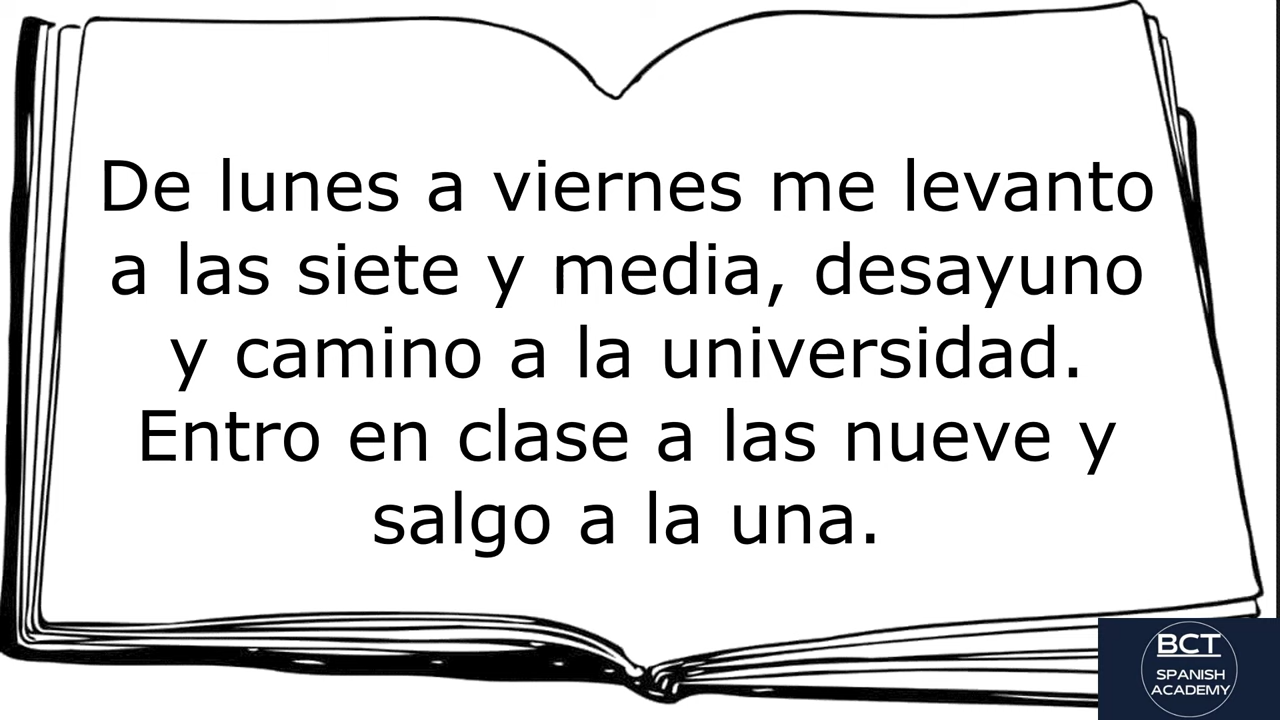 De lunes a viernes me levanto
a las siete y media, desayuno
y camino a la universidad.
Entro en clase a las nueve y
salgo a la una.
BCT
SPANISH
ACADEMY